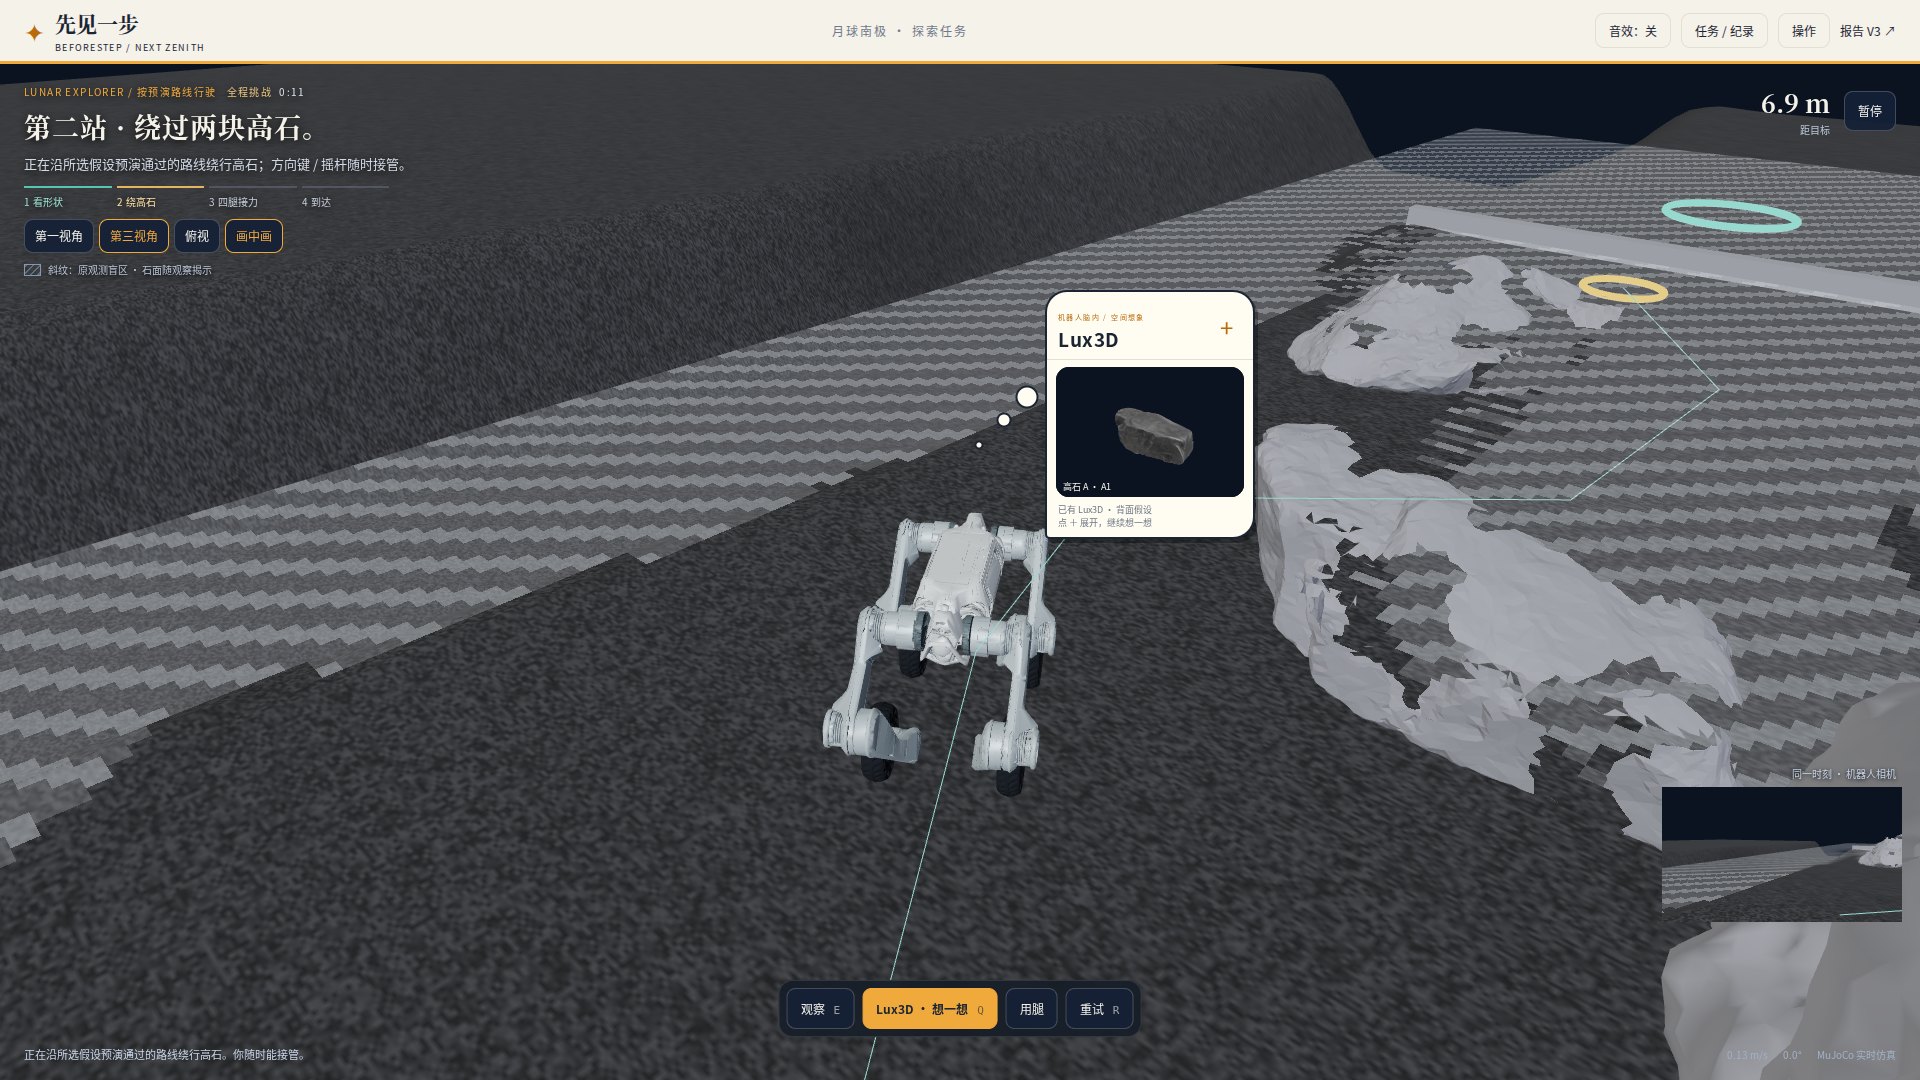 先见一步
BEFORESTEP / NEXT ZENITH
月球南极 · 探索任务
音效：关
任务 / 纪录
操作
报告 V3 ↗
LUNAR EXPLORER / 按预演路线行驶 全程挑战 0:11
第二站 · 绕过两块高石。
正在沿所选假设预演通过的路线绕行高石；方向键 / 摇杆随时接管。
1 看形状
2 绕高石
3 四腿接力
4 到达
第一视角
第三视角
俯视
画中画
斜纹：原观测盲区 · 石面随观察揭示
6.9 m
距目标
暂停
机器人脑内 / 空间想象
Lux3D
+
高石 A · A1
已有 Lux3D · 背面假设
点 ＋ 展开，继续想一想
同一时刻 · 机器人相机
观察 E
Lux3D · 想一想 Q
用腿
重试 R
正在沿所选假设预演通过的路线绕行高石。你随时能接管。
0.13 m/s 0.0° MuJoCo 实时仿真